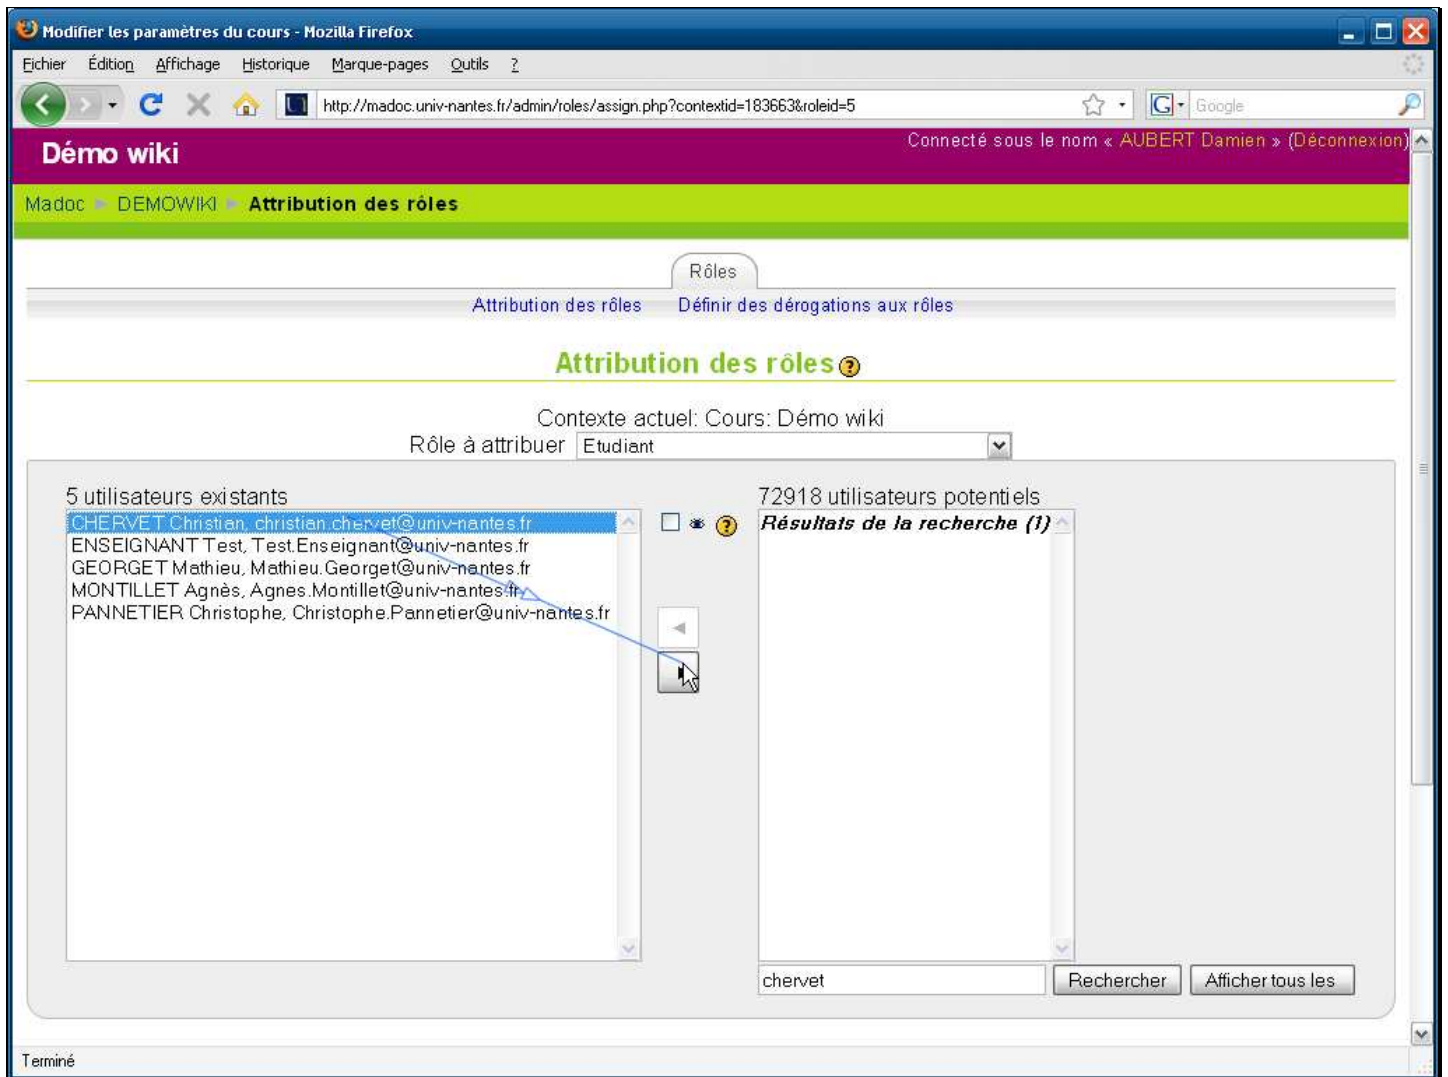 Modifier les paramètres du cours - Mozilla Firefox
Fichier Édition Affichage Historique Marque-pages Outils ?
http://madoc.univ-nantes.fr/admin/roles/assign.php?contextid=183663&roleid=5
G Google
Connecté sous le nom « AUBERT Damien » (Déconnexion)
Démo wiki
Madoc ► DEMOWIKI ► Attribution des rôles
Rôles
Attribution des rôles Définir des dérogations aux rôles
Attribution des rôles ?
Contexte actuel: Cours: Démo wiki
Rôle à attribuer Etudiant
5 utilisateurs existants
CHERVET Christian, christian.chervet@univ-nantes.fr
ENSEIGNANT Test, Test.Enseignant@univ-nantes.fr
GEORGET Mathieu, Mathieu.Georget@univ-nantes.fr
MONTILLET Agnès, Agnes.Montillet@univ-nantes.fr
PANNETIER Christophe, Christophe.Pannetier@univ-nantes.fr
?
72918 utilisateurs potentiels
Résultats de la recherche (1)
chervet Rechercher Afficher tous les
Terminé